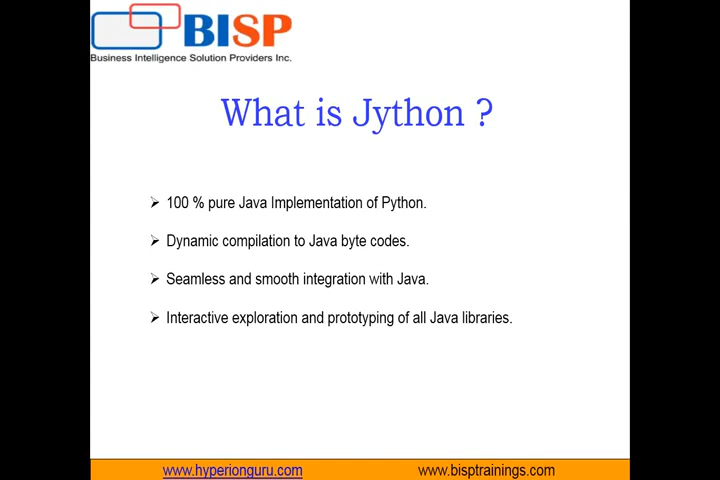 BISP
Business Intelligence Solution Providers Inc.
What is Jython ?
➢ 100 % pure Java Implementation of Python.
➢ Dynamic compilation to Java byte codes.
➢ Seamless and smooth integration with Java.
➢ Interactive exploration and prototyping of all Java libraries.
www.hyperionguru.com www.bisptrainings.com